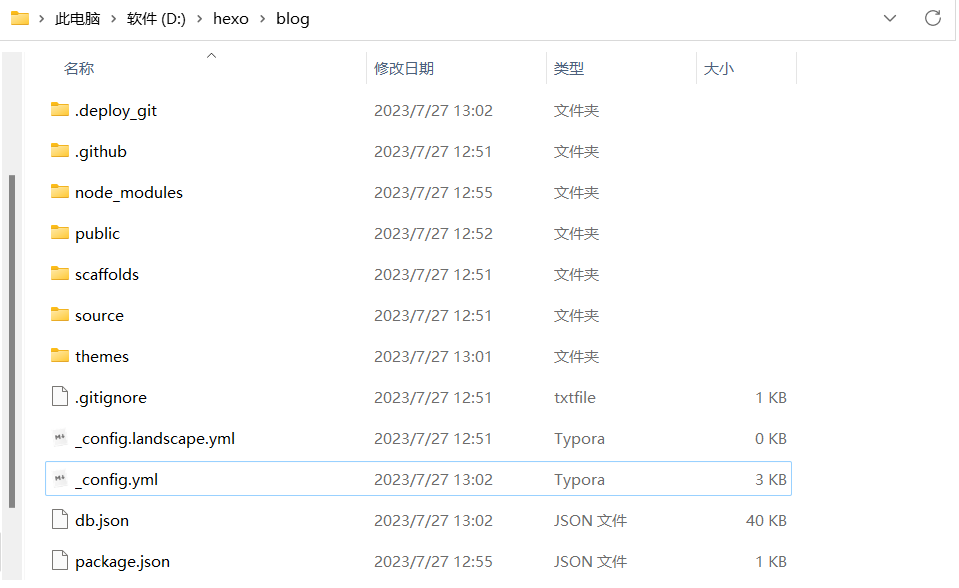 此电脑 > 软件 (D:) > hexo > blog
名称 修改日期 类型 大小
.deploy_git 2023/7/27 13:02 文件夹
.github 2023/7/27 12:51 文件夹
node_modules 2023/7/27 12:55 文件夹
public 2023/7/27 12:52 文件夹
scaffolds 2023/7/27 12:51 文件夹
source 2023/7/27 12:51 文件夹
themes 2023/7/27 13:01 文件夹
.gitignore 2023/7/27 12:51 txtfile 1 KB
_config.landscape.yml 2023/7/27 12:51 Typora 0 KB
_config.yml 2023/7/27 13:02 Typora 3 KB
db.json 2023/7/27 13:02 JSON 文件 40 KB
package.json 2023/7/27 12:55 JSON 文件 1 KB